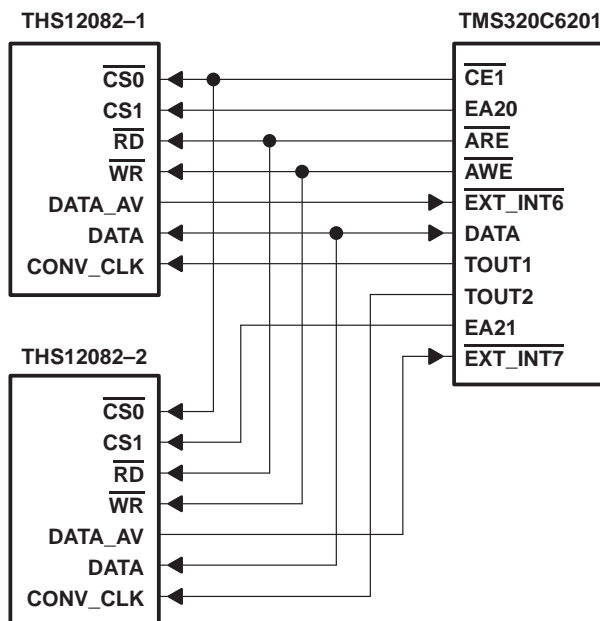 THS12082–1
CS0
CS1
RD
WR
DATA_AV
DATA
CONV_CLK
TMS320C6201
CE1
EA20
ARE
AWE
EXT_INT6
DATA
TOUT1
TOUT2
EA21
EXT_INT7
THS12082–2
CS0
CS1
RD
WR
DATA_AV
DATA
CONV_CLK